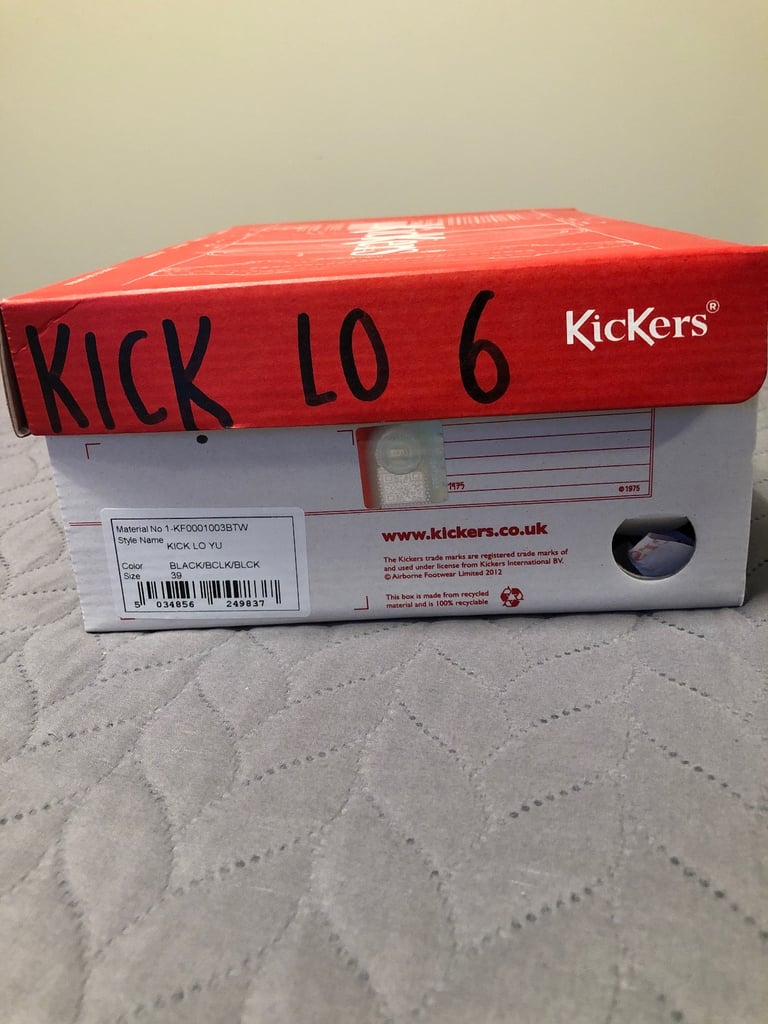 KICK LO 6
KicKers®
1975
©1975
Material No 1-KF0001003BTW
Style Name KICK LO YU
Color BLACK/BCLK/BLCK
Size 39
5 034856 249837
www.kickers.co.uk
The Kickers trade marks are registered trade marks of
and used under license from Kickers International BV.
© Airborne Footwear Limited 2012
This box is made from recycled
material and is 100% recyclable